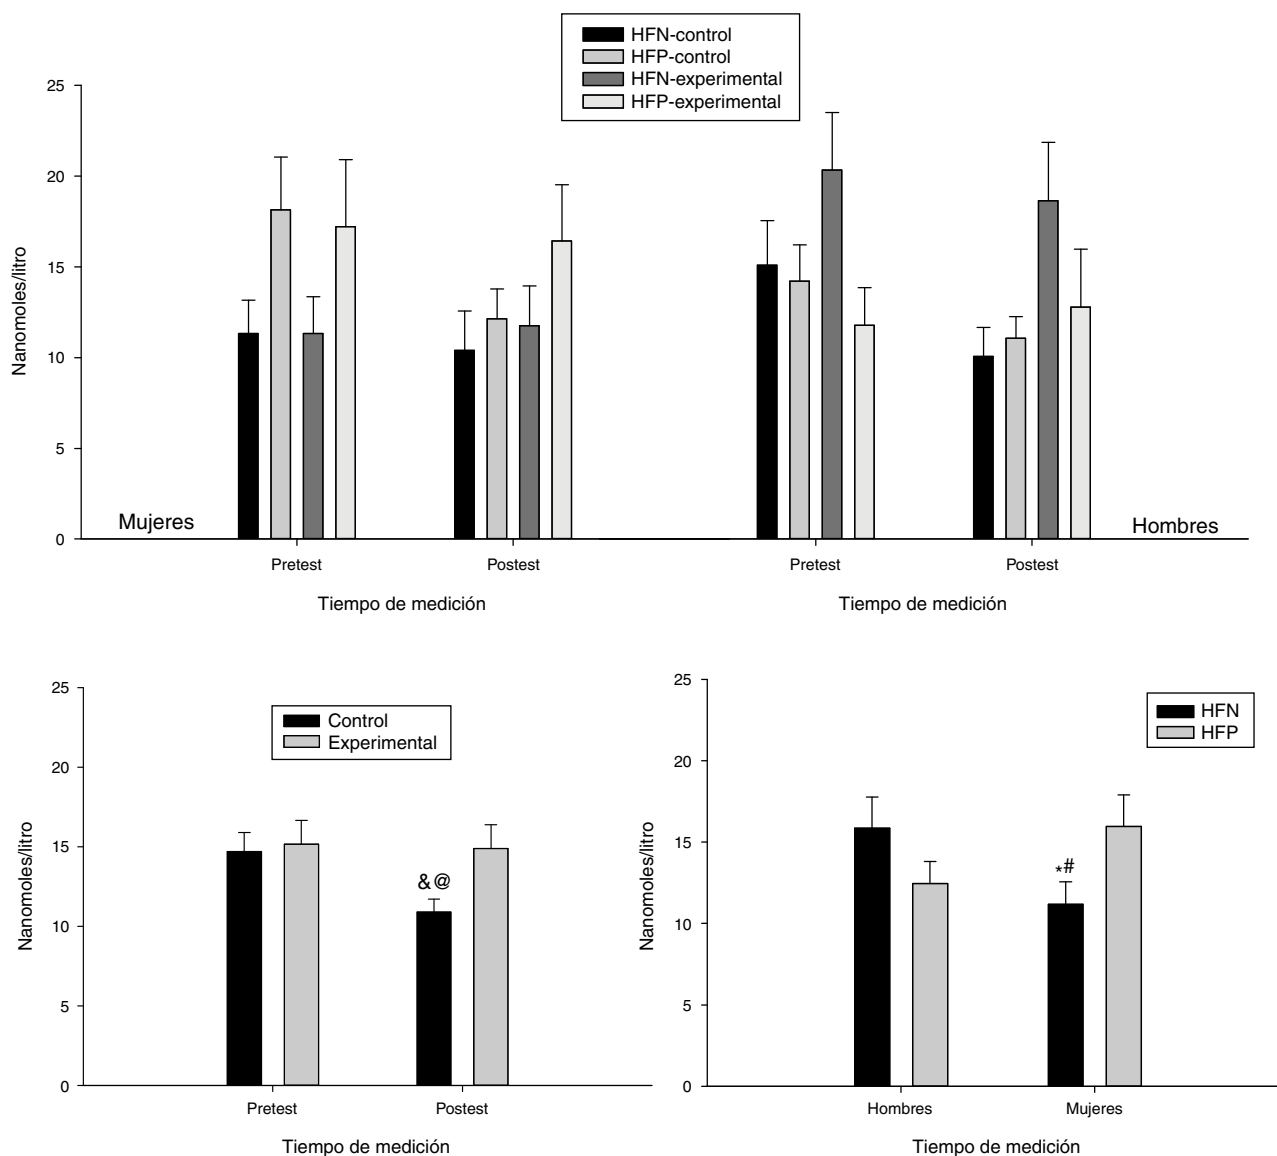 HFN-control
HFP-control
HFN-experimental
HFP-experimental
25
20
15
10
5
0
Nanomoles/litro
Mujeres
Hombres
Pretest
Postest
Pretest
Postest
Tiempo de medición
Tiempo de medición
25
20
15
10
5
0
Nanomoles/litro
Control
Experimental
&@
Pretest
Postest
Tiempo de medición
25
20
15
10
5
0
Nanomoles/litro
HFN
HFP
*#
Hombres
Mujeres
Tiempo de medición